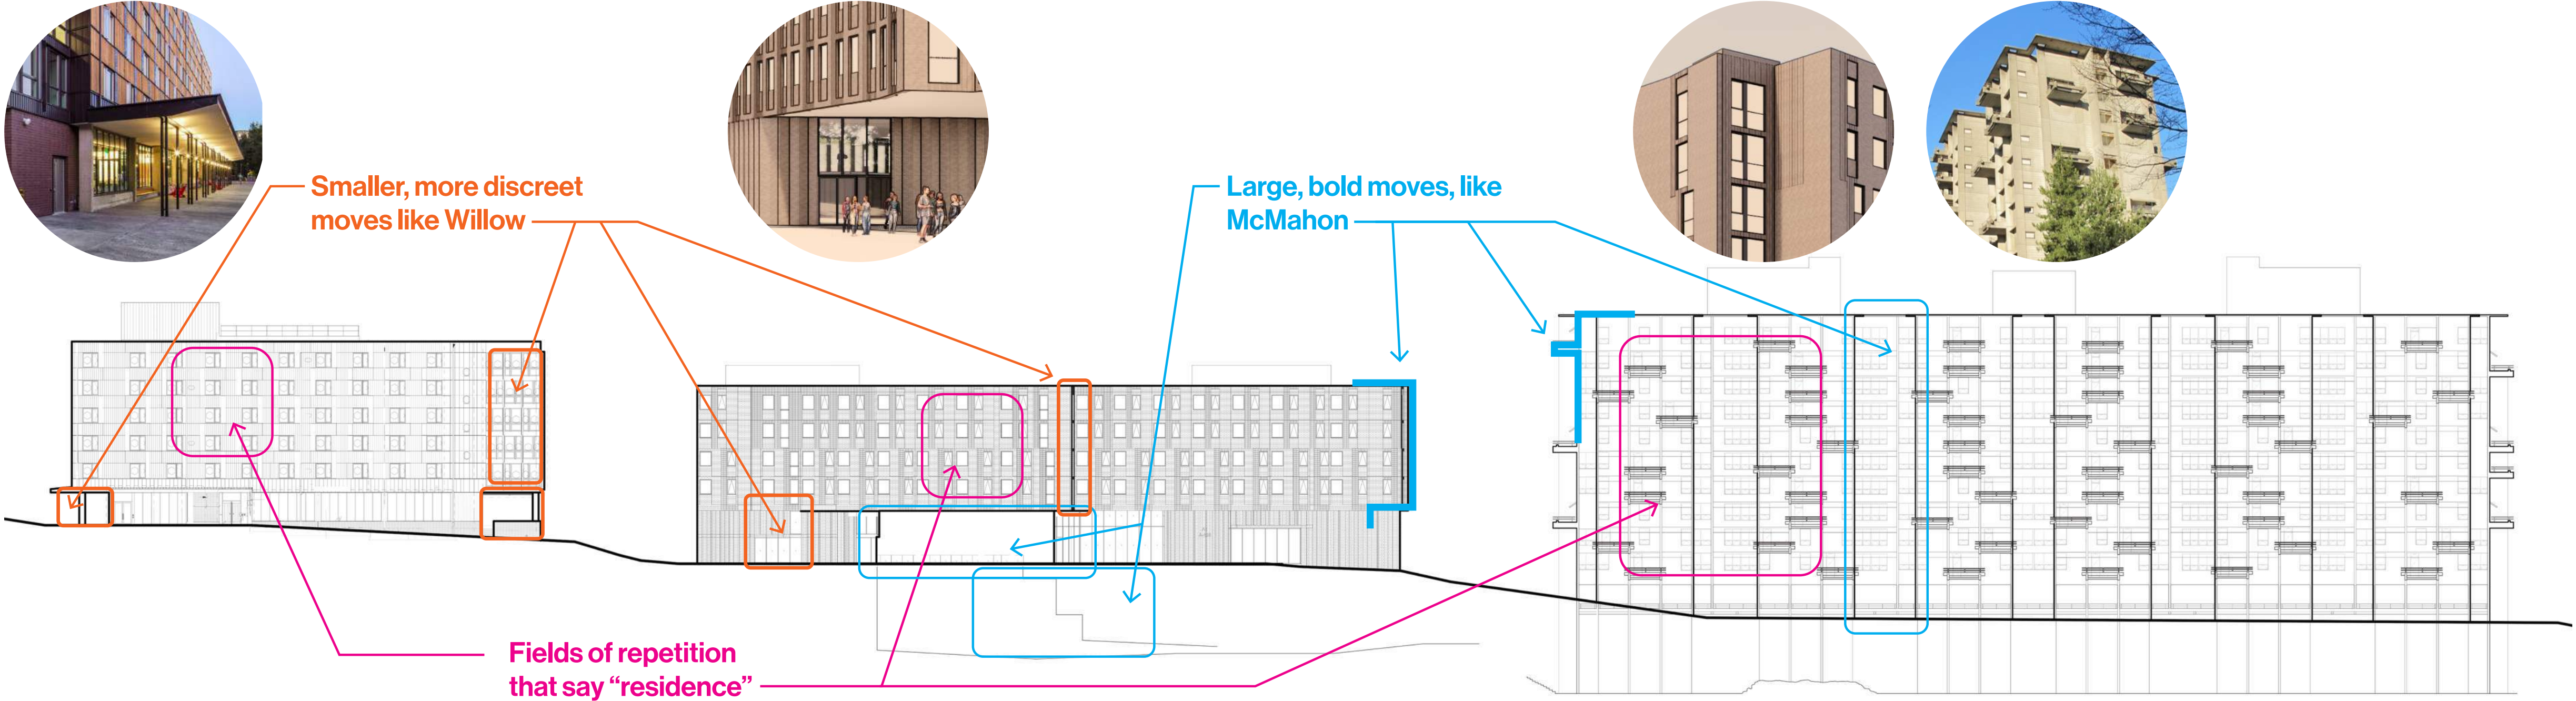 Smaller, more discreet
moves like Willow
Large, bold moves, like
McMahon
Fields of repetition
that say “residence”